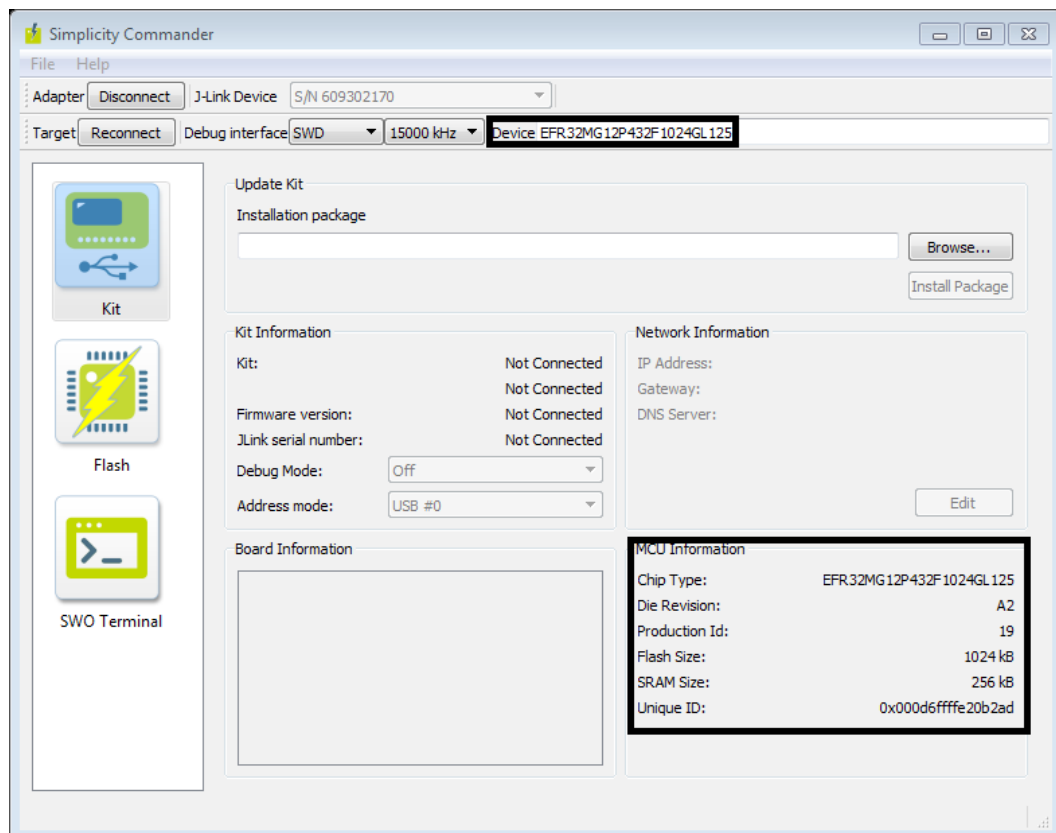 Simplicity Commander
File Help
Adapter Disconnect J-Link Device S/N 609302170
Target Reconnect Debug interface SWD 15000 kHz Device EFR32MG12P432F1024GL125
Update Kit
Installation package
Browse...
Install Package
Kit
Flash
SWO Terminal
Kit Information
Kit: Not Connected
Not Connected
Firmware version: Not Connected
JLink serial number: Not Connected
Debug Mode: Off
Address mode: USB #0
Network Information
IP Address:
Gateway:
DNS Server:
Edit
Board Information
MCU Information
Chip Type: EFR32MG12P432F1024GL125
Die Revision: A2
Production Id: 19
Flash Size: 1024 kB
SRAM Size: 256 kB
Unique ID: 0x000d6ffffe20b2ad